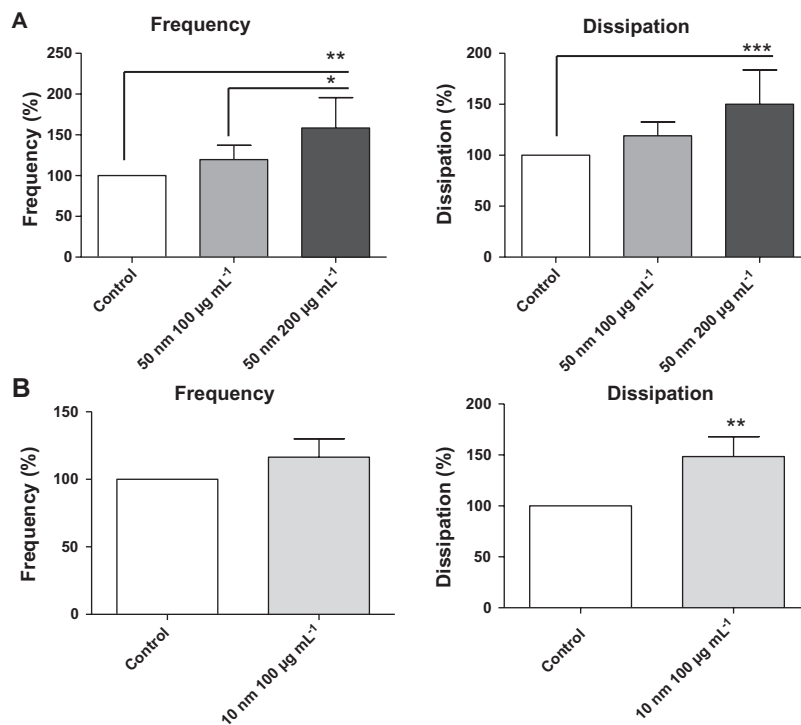 A
Frequency
Frequency (%)
250
200
150
100
50
0
**
*
Control
50 nm 100 µg mL⁻¹
50 nm 200 µg mL⁻¹
Dissipation
Dissipation (%)
200
150
100
50
0
***
Control
50 nm 100 µg mL⁻¹
50 nm 200 µg mL⁻¹
B
Frequency
Frequency (%)
150
100
50
0
Control
10 nm 100 µg mL⁻¹
Dissipation
Dissipation (%)
200
150
100
50
0
**
Control
10 nm 100 µg mL⁻¹